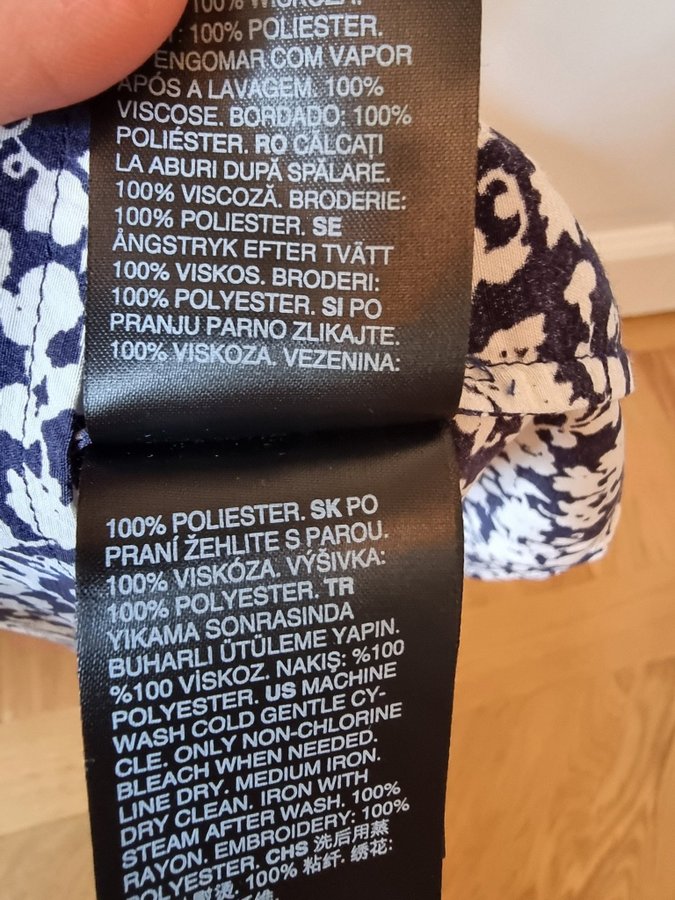 100% WISKOZA.
: 100% POLIESTER.
ENGOMAR COM VAPOR
APÓS A LAVAGEM. 100%
VISCOSE. BORDADO: 100%
POLIÉSTER. RO CĂLCAȚI
LA ABURI DUPĂ SPĂLARE.
100% VISCOZĂ. BRODERIE:
100% POLIESTER. SE
ÅNGSTRYK EFTER TVÄTT
100% VISKOS. BRODERI:
100% POLYESTER. SI PO
PRANJU PARNO ZLIKAJTE.
100% VISKOZA. VEZENINA:
100% POLIESTER. SK PO
PRANÍ ŽEHLITE S PAROU.
100% VISKÓZA. VÝŠIVKA:
100% POLYESTER. TR
YIKAMA SONRASINDA
BUHARLI ÜTÜLEME YAPIN.
%100 VİSKOZ. NAKIŞ: %100
POLYESTER. US MACHINE
WASH COLD GENTLE CY-
CLE. ONLY NON-CHLORINE
BLEACH WHEN NEEDED.
LINE DRY. MEDIUM IRON.
DRY CLEAN. IRON WITH
STEAM AFTER WASH. 100%
RAYON. EMBROIDERY: 100%
POLYESTER. CHS 洗后用蒸
熨烫. 100% 粘纤. 绣花: